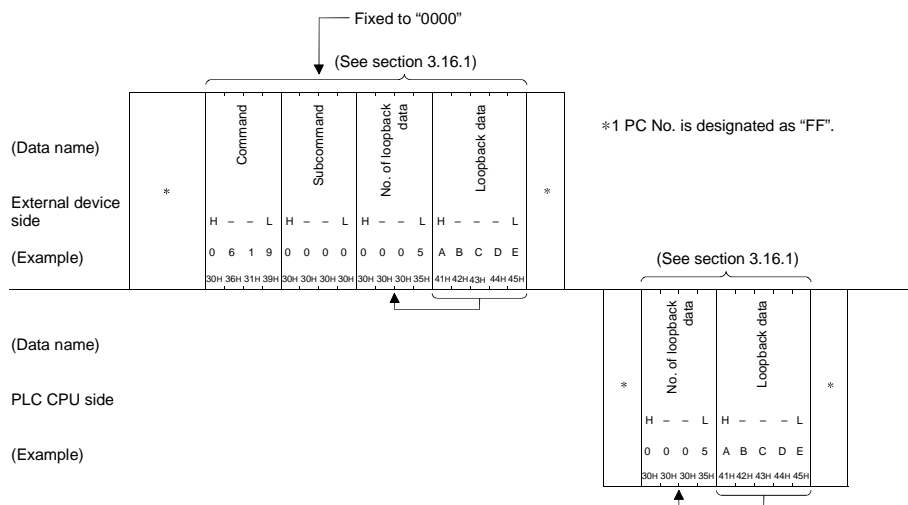 Fixed to “0000”
(See section 3.16.1)
(Data name)
Command
Subcommand
No. of loopback data
Loopback data
∗1 PC No. is designated as “FF”.
* *
External device side
H – – L H – – L H – – L H – – – L
(Example)
0 6 1 9 0 0 0 0 0 0 0 5 A B C D E
30H 36H 31H 39H 30H 30H 30H 30H 30H 30H 30H 35H 41H 42H 43H 44H 45H
(See section 3.16.1)
(Data name)
No. of loopback data
Loopback data
* *
PLC CPU side
H – – L H – – – L
(Example)
0 0 0 5 A B C D E
30H 30H 30H 35H 41H 42H 43H 44H 45H